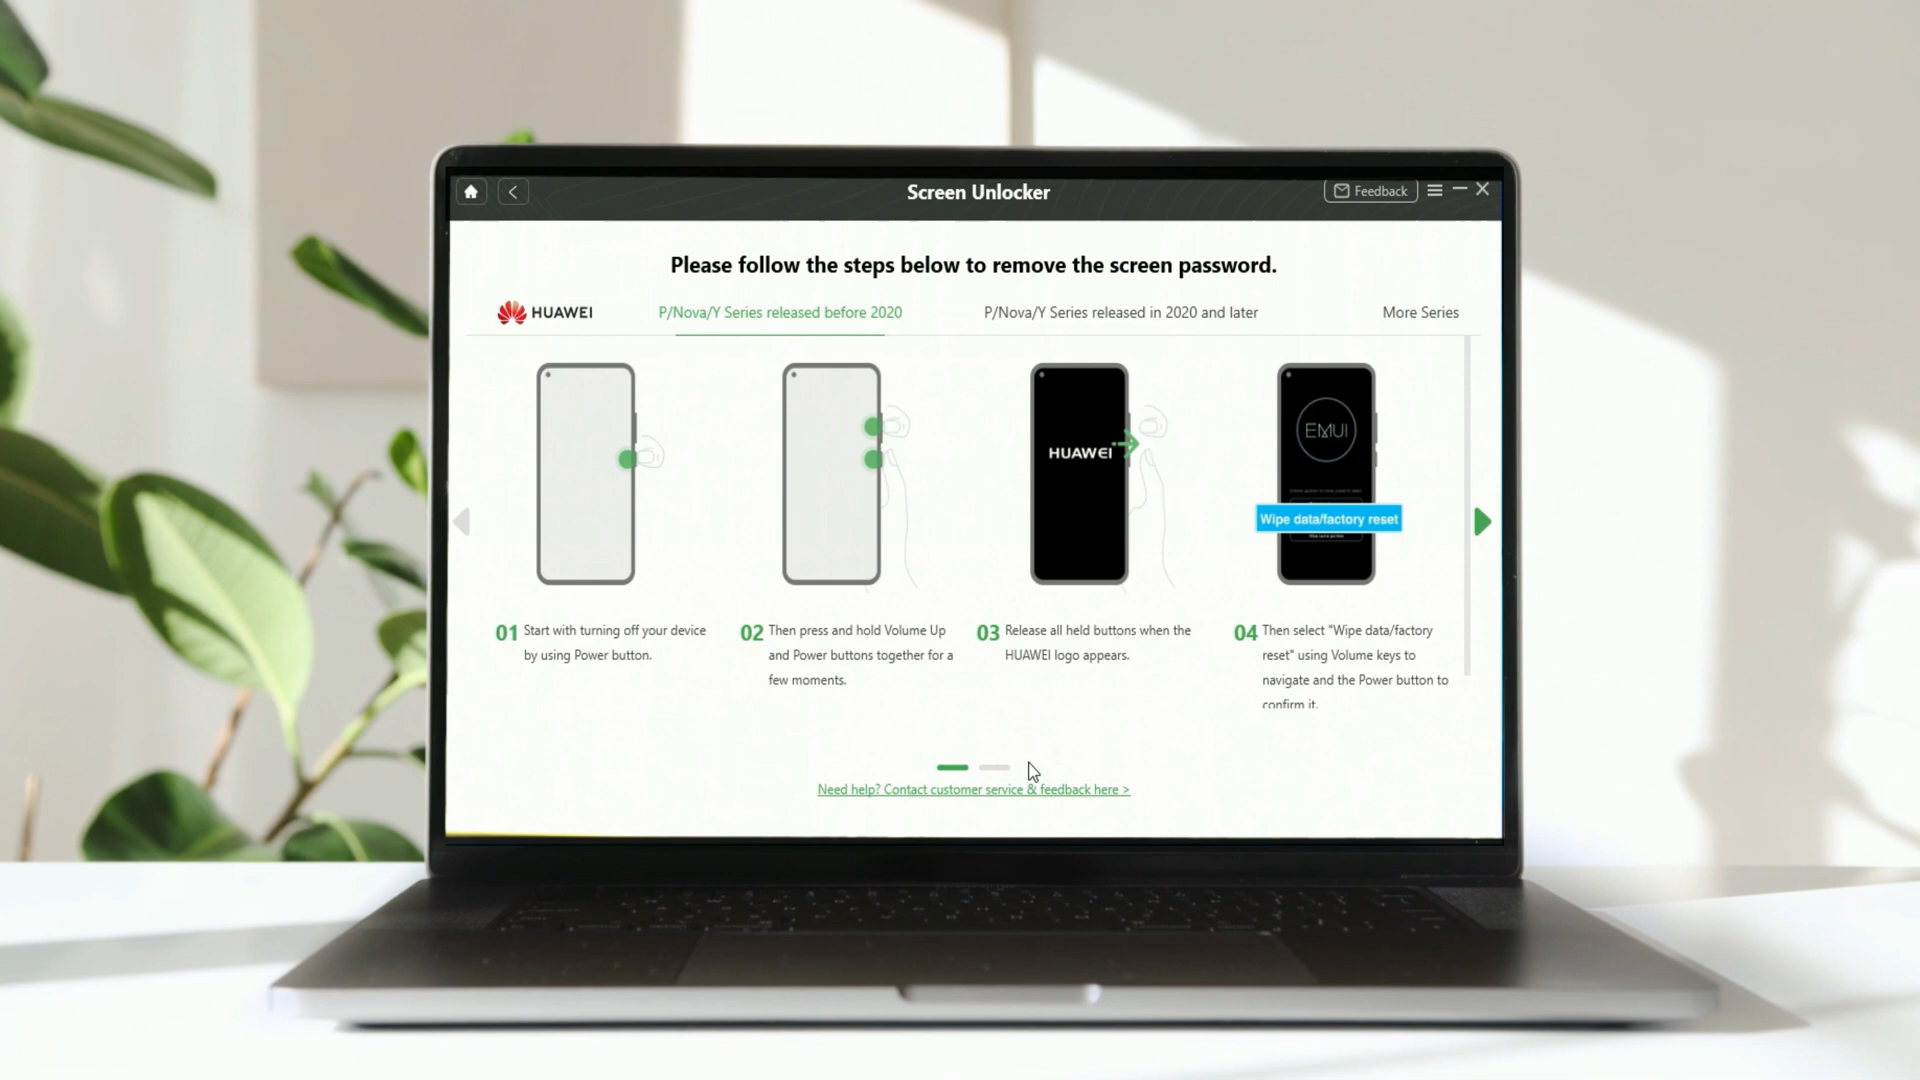 Screen Unlocker
Feedback
Please follow the steps below to remove the screen password.
HUAWEI
P/Nova/Y Series released before 2020
P/Nova/Y Series released in 2020 and later
More Series
HUAWEI
EMUI
Wipe data/factory reset
01 Start with turning off your device
by using Power button.
02 Then press and hold Volume Up
and Power buttons together for a
few moments.
03 Release all held buttons when the
HUAWEI logo appears.
04 Then select "Wipe data/factory
reset" using Volume keys to
navigate and the Power button to
confirm it.
Need help? Contact customer service & feedback here >